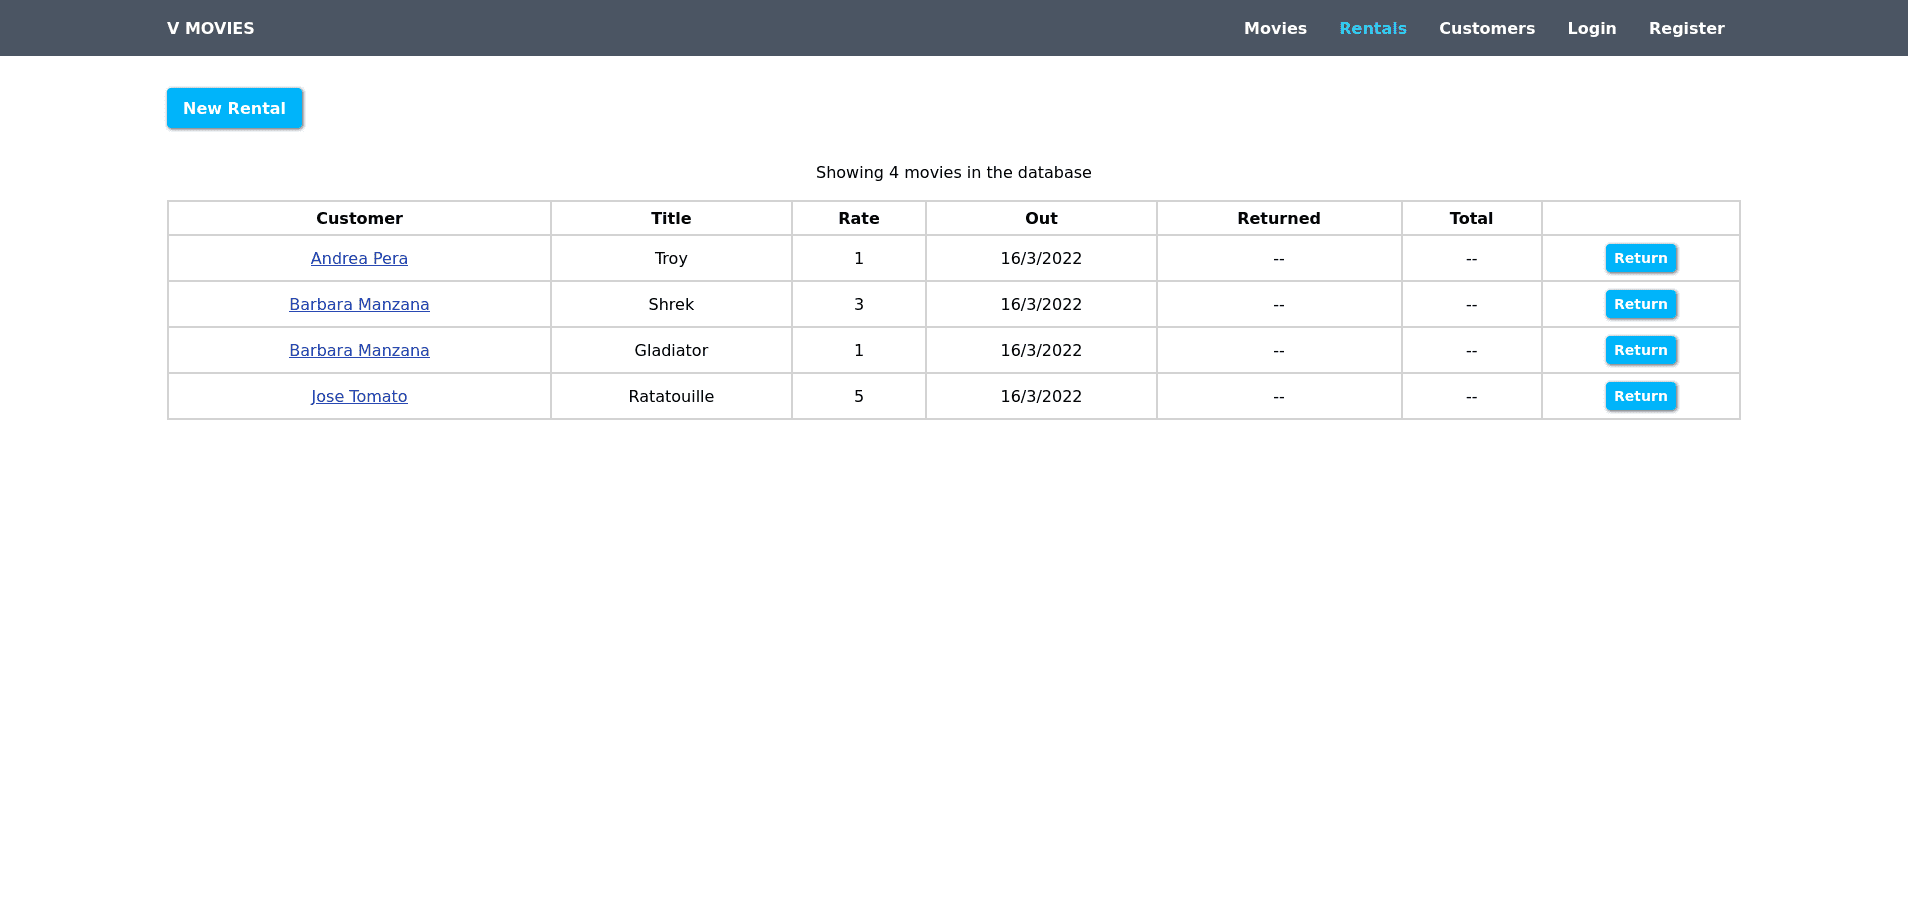 V MOVIES Movies Rentals Customers Login Register
New Rental
Showing 4 movies in the database
Customer Title Rate Out Returned Total
Andrea Pera Troy 1 16/3/2022 -- -- Return
Barbara Manzana Shrek 3 16/3/2022 -- -- Return
Barbara Manzana Gladiator 1 16/3/2022 -- -- Return
Jose Tomato Ratatouille 5 16/3/2022 -- -- Return